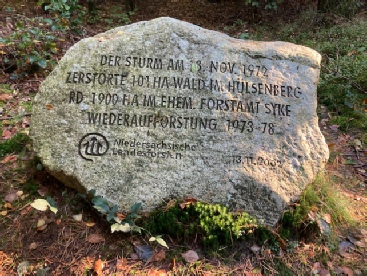 DER STURM AM 13. NOV. 1972
ZERSTÖRTE 101 HA WALD IM HÜLSENBERG
RD. 1900 HA IM EHEM. FORSTAMT SYKE
WIEDERAUFFORSTUNG 1973-78
Niedersächsische
Landesforsten
13.11.